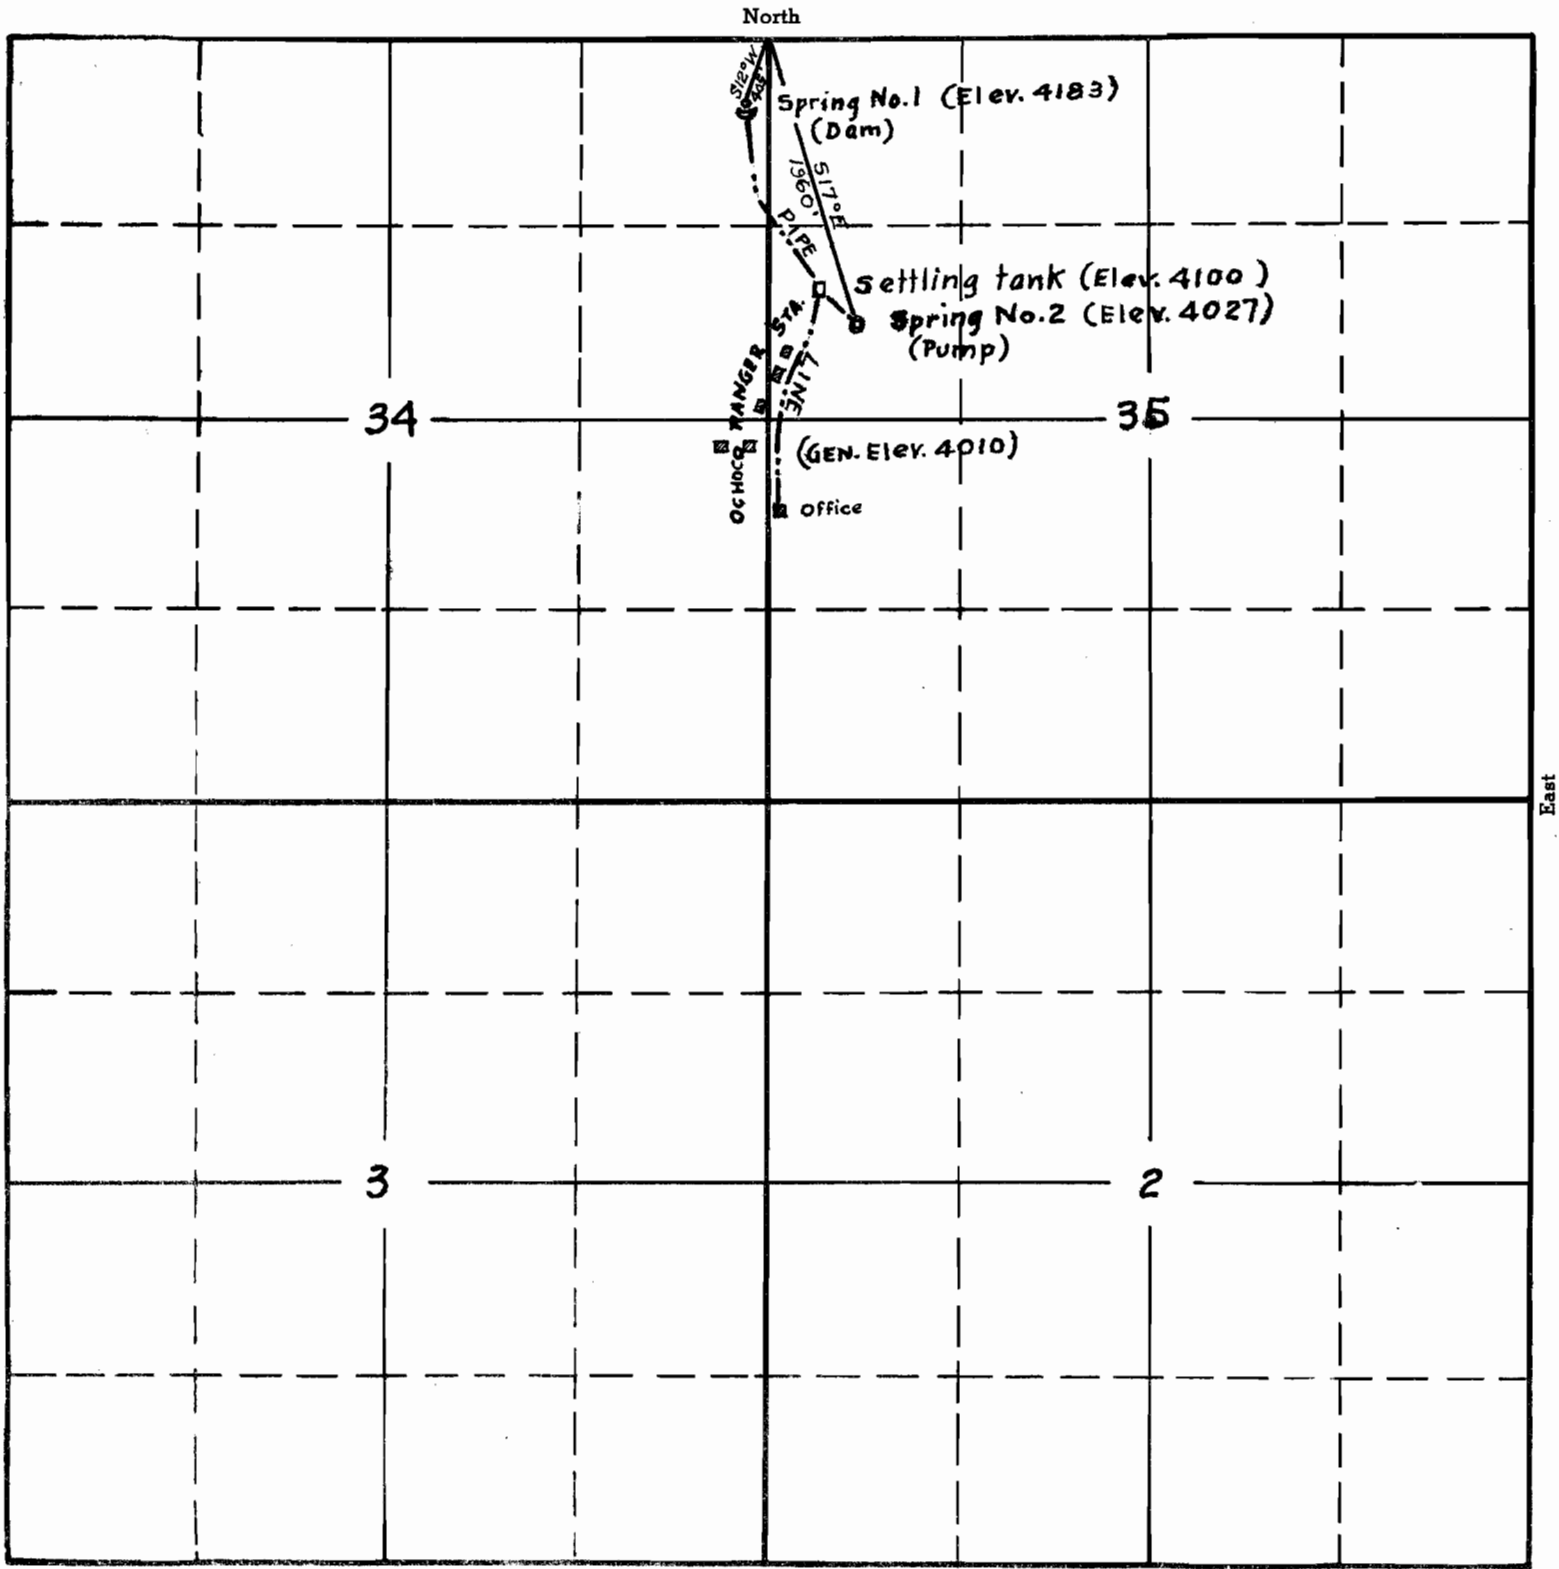 North
S12°W
445'
Spring No.1 (Elev. 4183)
(Dam)
S17°E
1960'
PIPE
Settling tank (Elev. 4100)
Spring No.2 (Elev. 4027)
(Pump)
OCHOCO RANGER STA.
LINE
34
35
(GEN. Elev. 4010)
Office
East
3
2